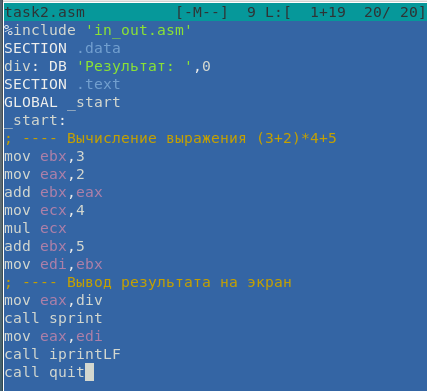 task2.asm [-M--] 9 L:[ 1+19 20/ 20]
%include 'in_out.asm'
SECTION .data
div: DB 'Результат: ',0
SECTION .text
GLOBAL _start
_start:
; ---- Вычисление выражения (3+2)*4+5
mov ebx,3
mov eax,2
add ebx,eax
mov ecx,4
mul ecx
add ebx,5
mov edi,ebx
; ---- Вывод результата на экран
mov eax,div
call sprint
mov eax,edi
call iprintLF
call quit